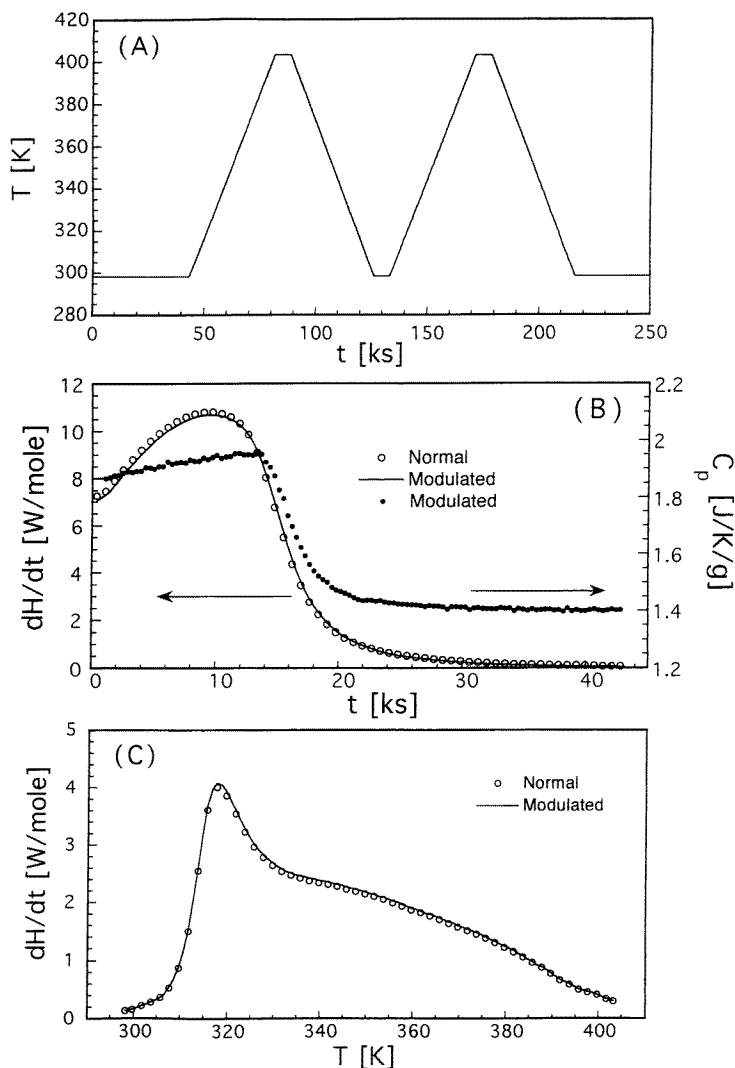 (A)
420
400
380
360
340
320
300
280
T [K]
0
50
100
150
200
250
t [ks]
(B)
12
10
8
6
4
2
0
dH/dt [W/mole]
2.2
2
1.8
1.6
1.4
1.2
Cp [J/K/g]
Normal
Modulated
Modulated
0
10
20
30
40
t [ks]
(C)
5
4
3
2
1
0
dH/dt [W/mole]
Normal
Modulated
300
320
340
360
380
400
T [K]